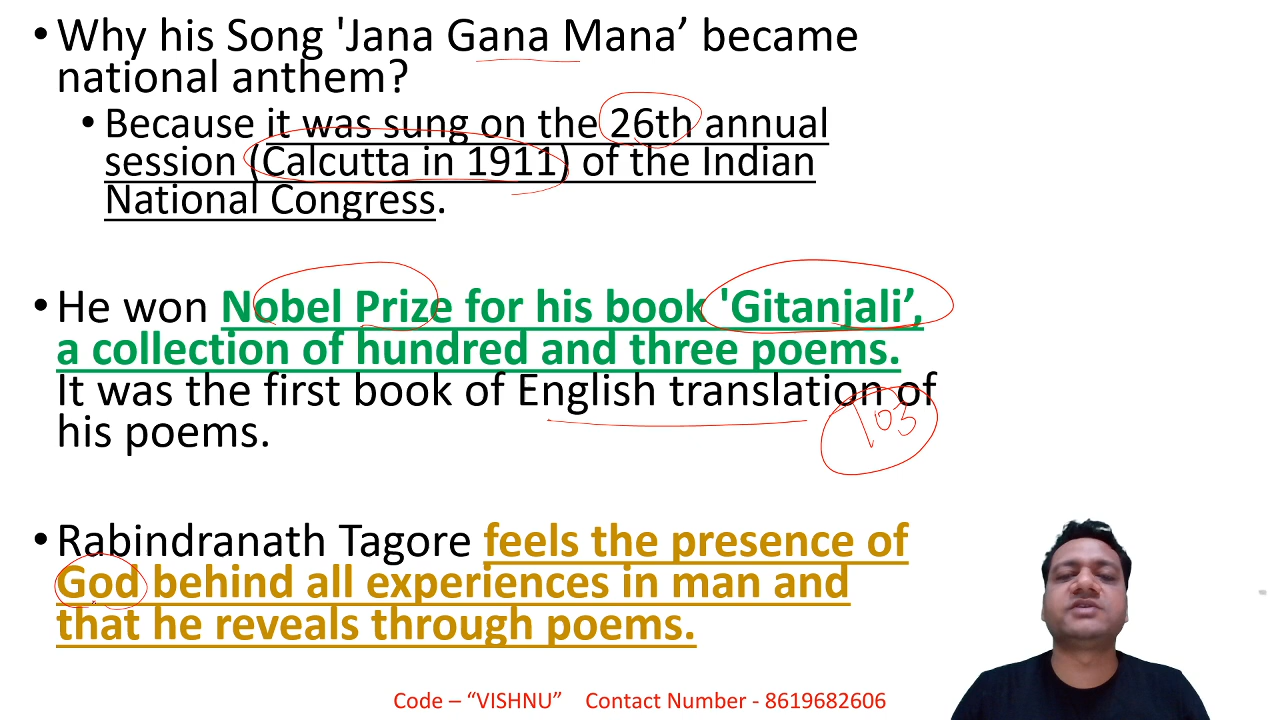 • Why his Song 'Jana Gana Mana’ became
national anthem?
• Because it was sung on the 26th annual
session (Calcutta in 1911) of the Indian
National Congress.
• He won Nobel Prize for his book 'Gitanjali’,
a collection of hundred and three poems.
It was the first book of English translation of
his poems.
103
• Rabindranath Tagore feels the presence of
God behind all experiences in man and
that he reveals through poems.
Code – “VISHNU” Contact Number - 8619682606